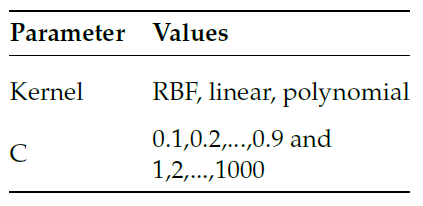 Parameter Values
Kernel RBF, linear, polynomial
C 0.1,0.2,...,0.9 and
1,2,...,1000